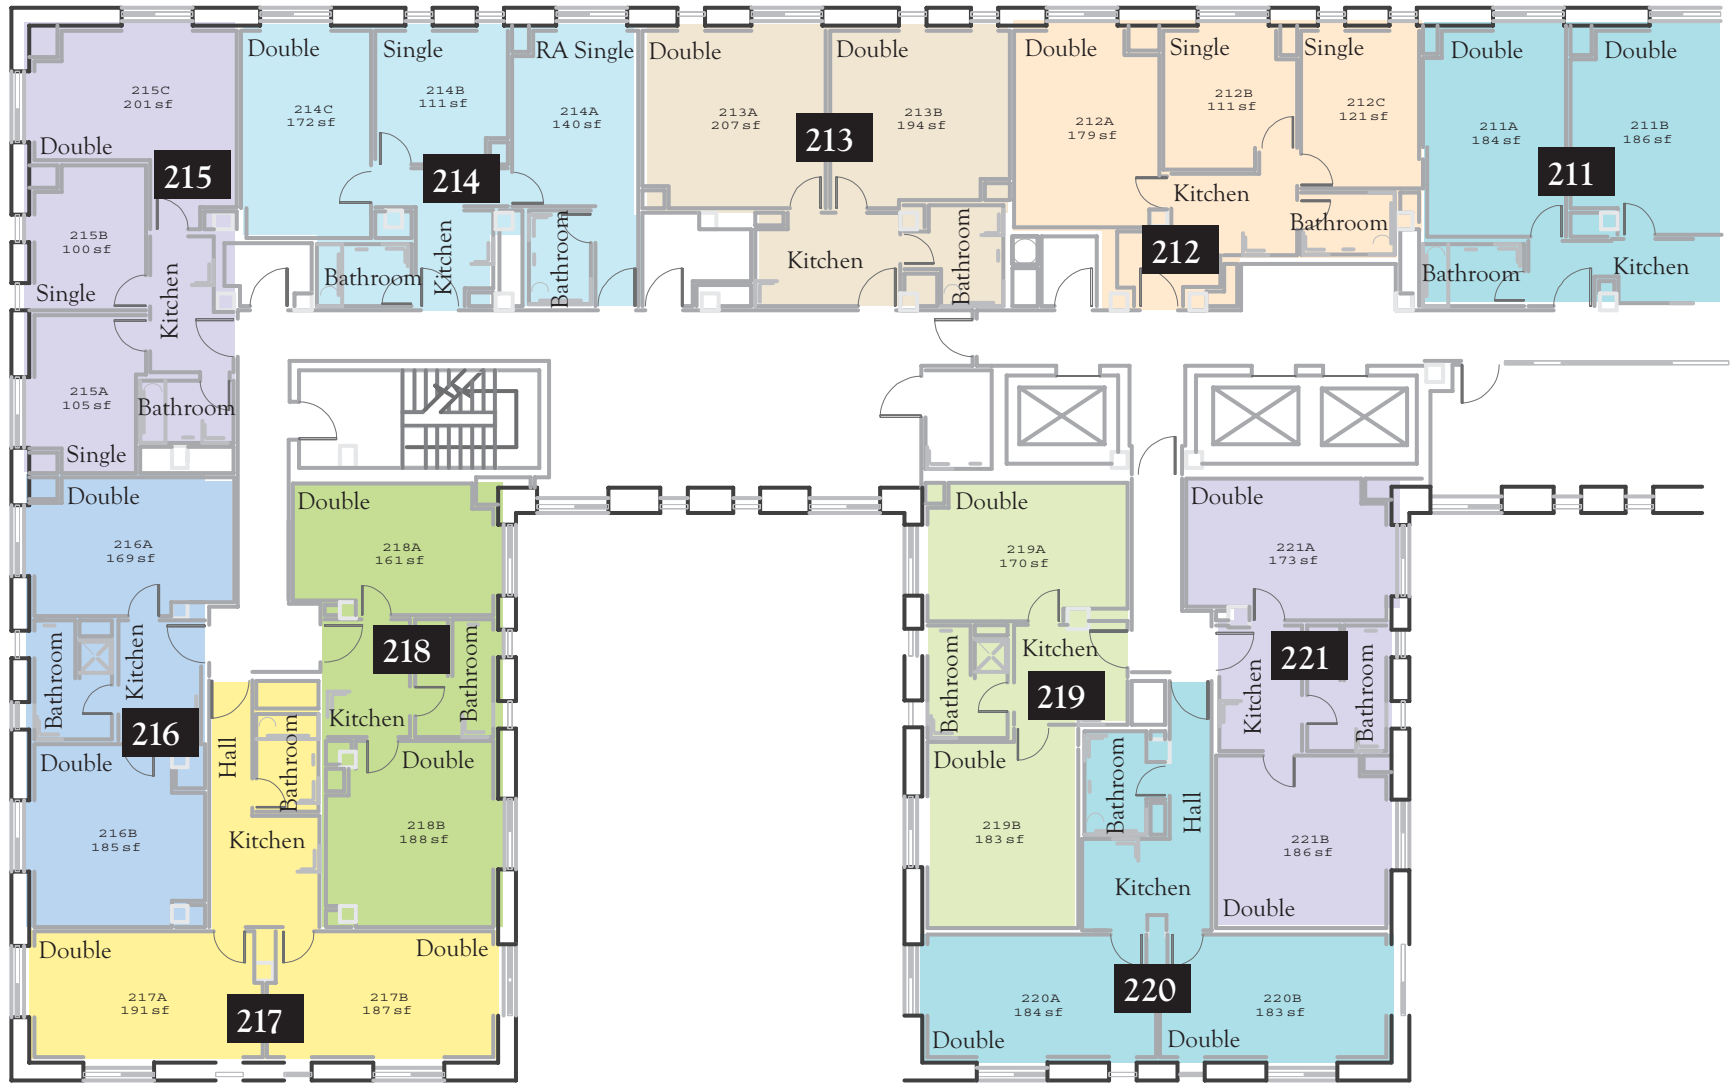 Double
Single
RA Single
Double
Double
Double
Single
Single
Double
Double
215C
201 sf
214C
172 sf
214B
111 sf
214A
140 sf
213A
207 sf
213B
194 sf
212A
179 sf
212B
111 sf
212C
121 sf
211A
184 sf
211B
186 sf
Double
215
214
213
212
211
215B
100 sf
Single
Kitchen
Bathroom
Kitchen
Bathroom
Kitchen
Bathroom
Kitchen
Bathroom
Bathroom
Kitchen
215A
105 sf
Bathroom
Single
Double
216A
169 sf
Bathroom
Kitchen
216
Double
216B
185 sf
Double
218A
161 sf
218
Kitchen
Bathroom
Double
218B
188 sf
Hall
Bathroom
Kitchen
Double
Double
217A
191 sf
217B
187 sf
217
Double
219A
170 sf
Kitchen
Bathroom
219
Double
219B
183 sf
Double
221A
173 sf
221
Kitchen
Bathroom
221B
186 sf
Double
Bathroom
Hall
Kitchen
220
220A
184 sf
220B
183 sf
Double
Double